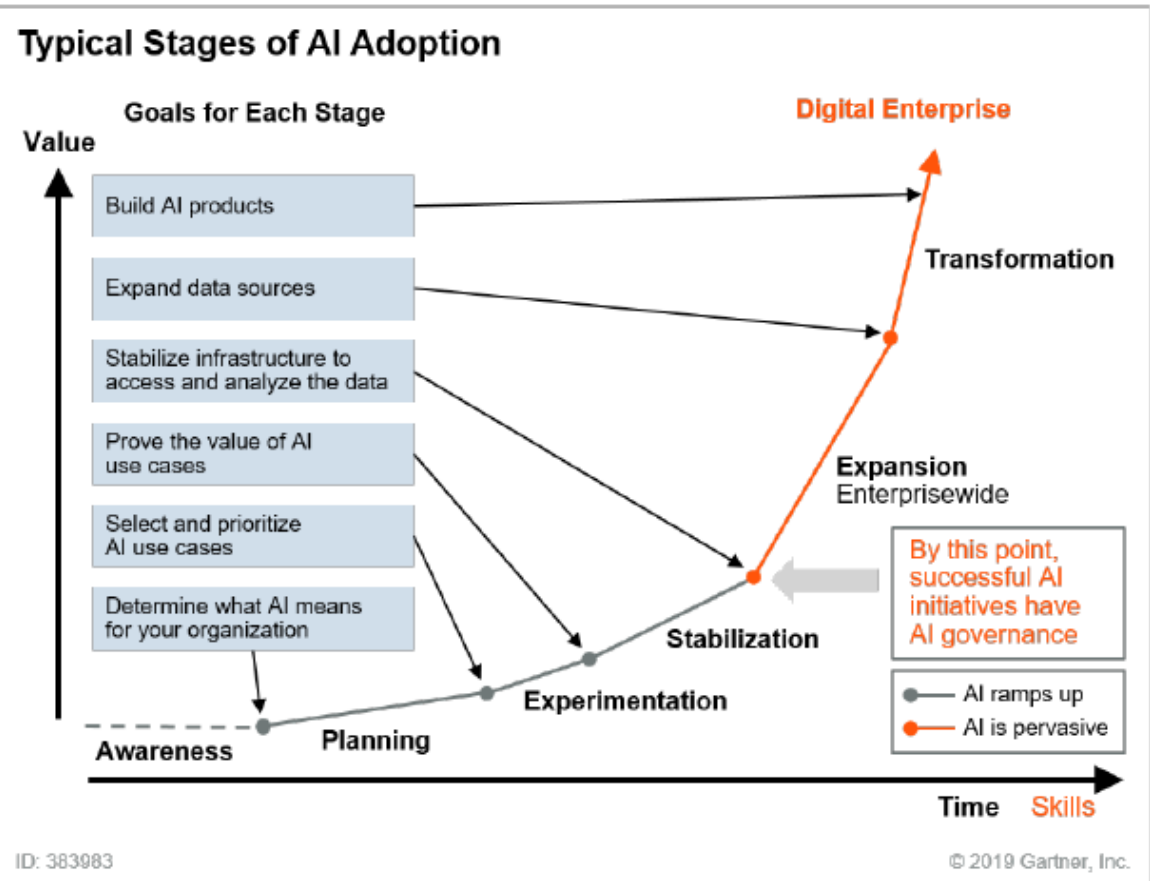 Typical Stages of AI Adoption
Goals for Each Stage
Digital Enterprise
Value
Build AI products
Transformation
Expand data sources
Stabilize infrastructure to
access and analyze the data
Prove the value of AI
use cases
Expansion
Enterprisewide
Select and prioritize
AI use cases
By this point,
successful AI
initiatives have
AI governance
Determine what AI means
for your organization
Stabilization
Experimentation
Planning
Awareness
AI ramps up
AI is pervasive
Time Skills
ID: 383983
© 2019 Gartner, Inc.